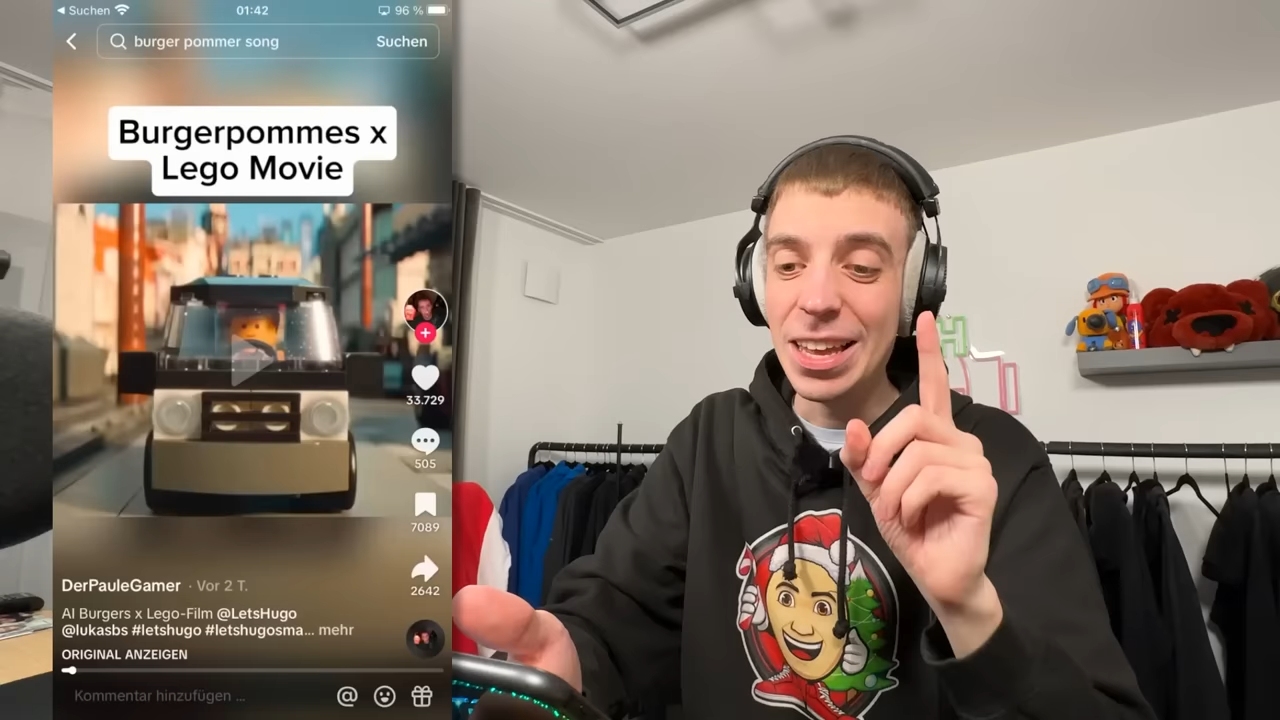 Suchen
01:42
96 %
burger pommer song
Suchen
Burgerpommes x
Lego Movie
33.729
505
7089
2642
DerPauleGamer · Vor 2 T.
AI Burgers x Lego-Film @LetsHugo
@lukasbs #letshugo #letshugosma... mehr
ORIGINAL ANZEIGEN
Kommentar hinzufügen ...